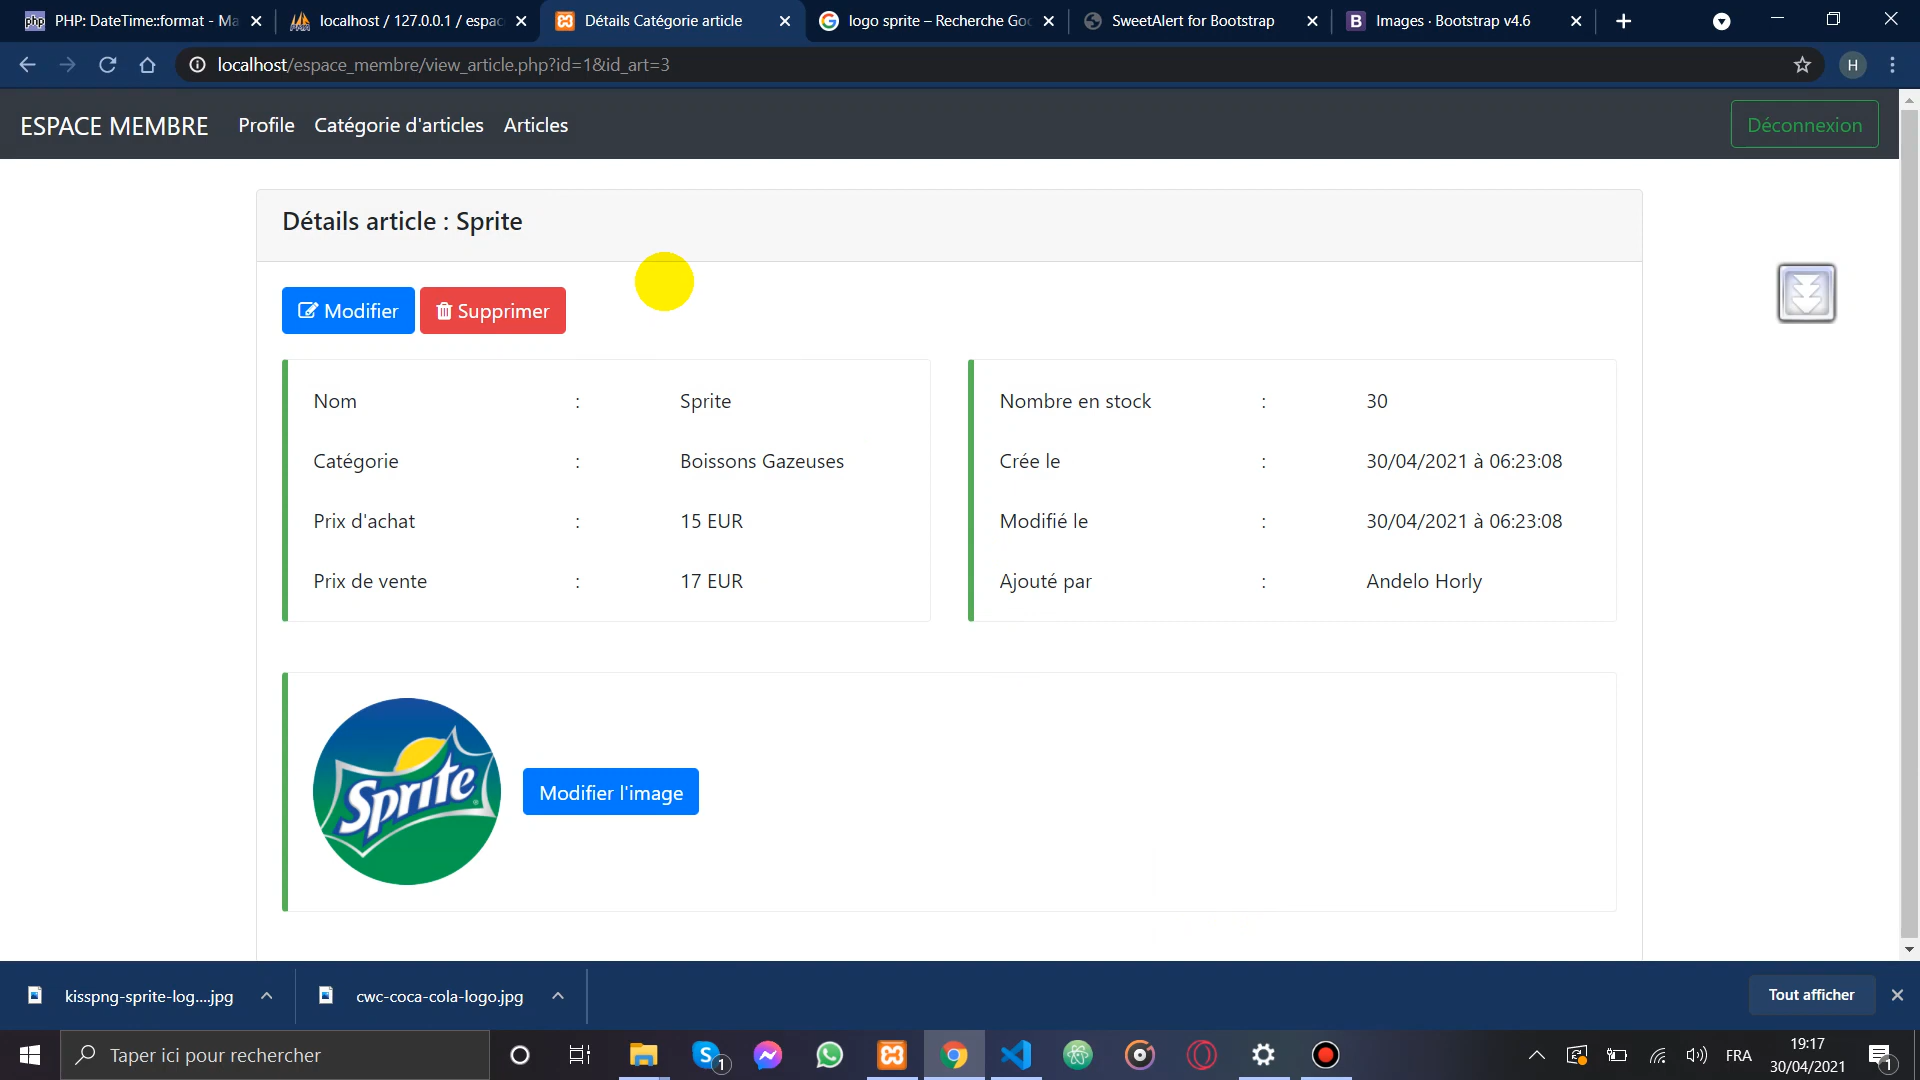 PHP: DateTime::format - Ma
localhost / 127.0.0.1 / espac
Détails Catégorie article
logo sprite – Recherche Goo
SweetAlert for Bootstrap
Images · Bootstrap v4.6
localhost/espace_membre/view_article.php?id=1&id_art=3
H
ESPACE MEMBRE Profile Catégorie d'articles Articles Déconnexion
Détails article : Sprite
Modifier Supprimer
Nom : Sprite
Catégorie : Boissons Gazeuses
Prix d'achat : 15 EUR
Prix de vente : 17 EUR
Nombre en stock : 30
Crée le : 30/04/2021 à 06:23:08
Modifié le : 30/04/2021 à 06:23:08
Ajouté par : Andelo Horly
Sprite
Modifier l'image
kisspng-sprite-log....jpg
cwc-coca-cola-logo.jpg
Tout afficher
Taper ici pour rechercher
1
FRA
19:17
30/04/2021
1